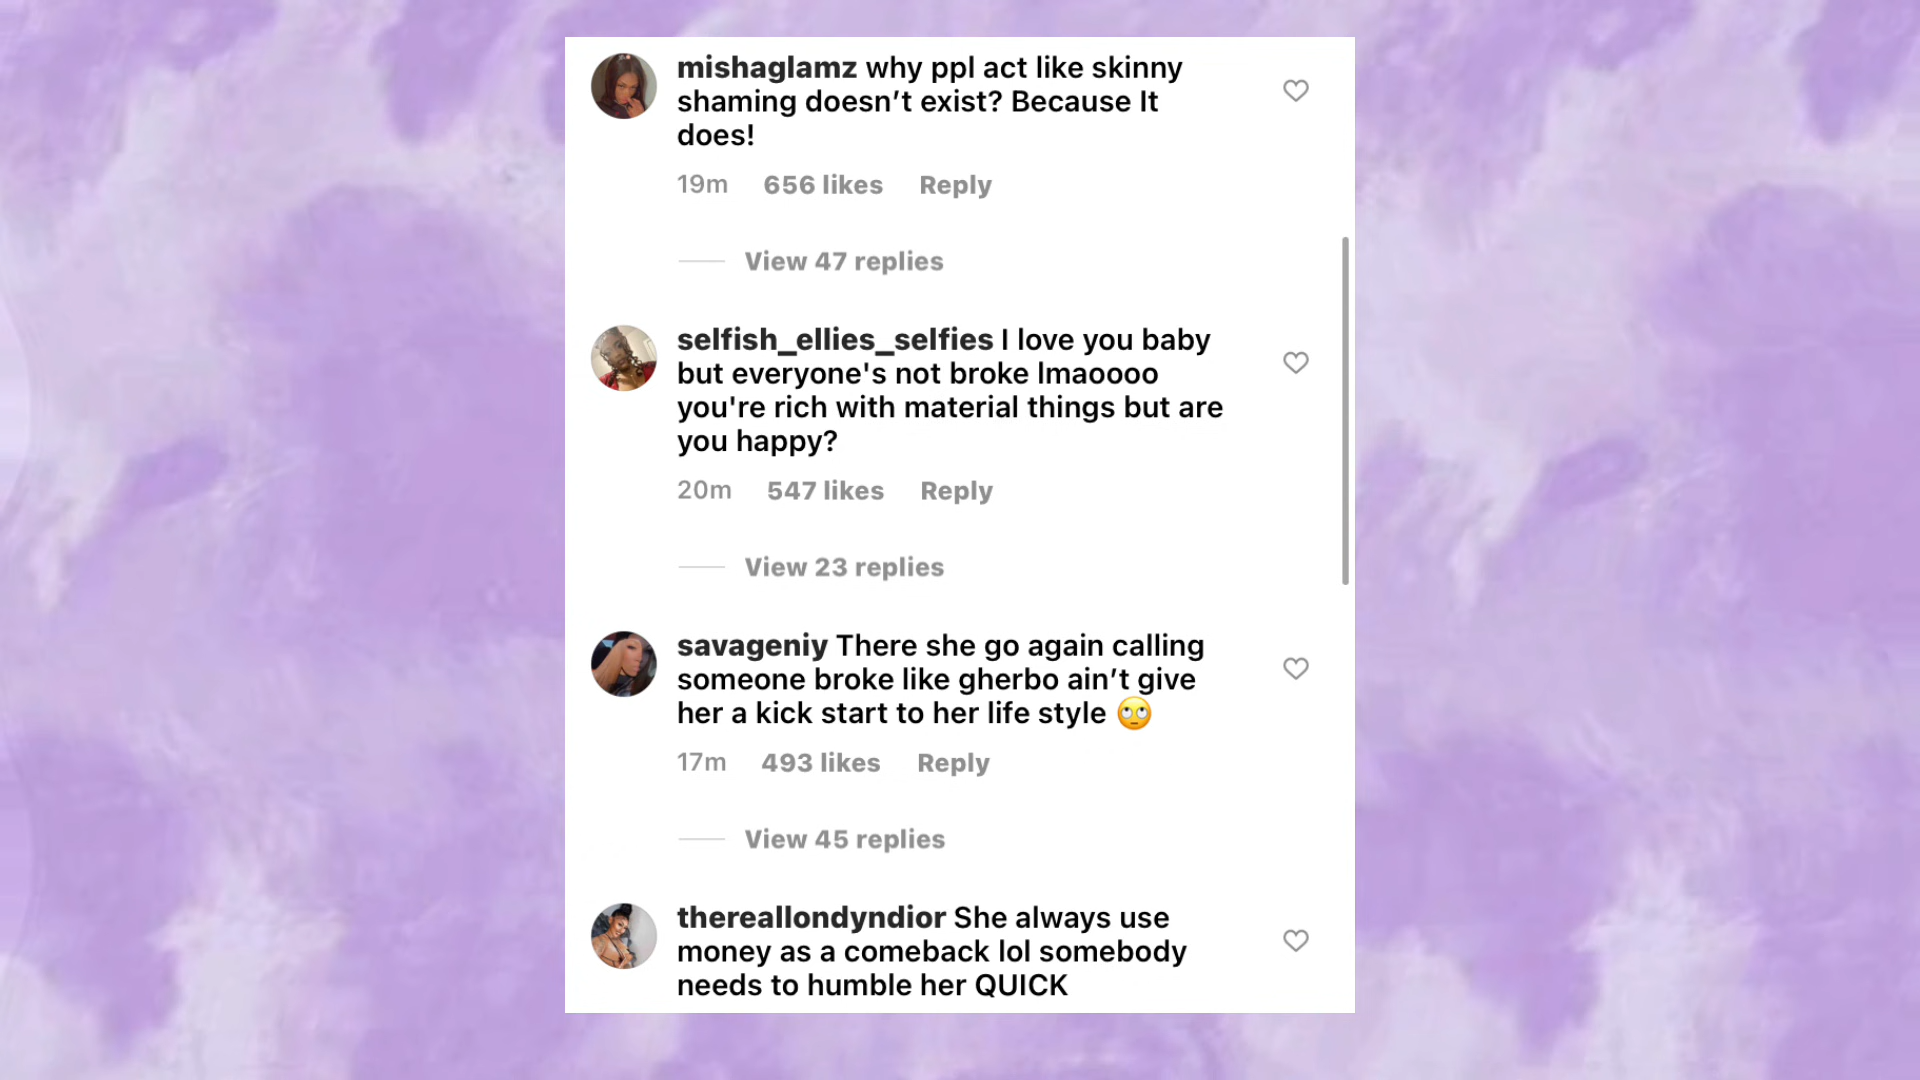 mishaglamz why ppl act like skinny
shaming doesn’t exist? Because It
does!
19m 656 likes Reply
View 47 replies
selfish_ellies_selfies I love you baby
but everyone's not broke lmaoooo
you're rich with material things but are
you happy?
20m 547 likes Reply
View 23 replies
savageniy There she go again calling
someone broke like gherbo ain’t give
her a kick start to her life style 🙄
17m 493 likes Reply
View 45 replies
thereallondyndior She always use
money as a comeback lol somebody
needs to humble her QUICK